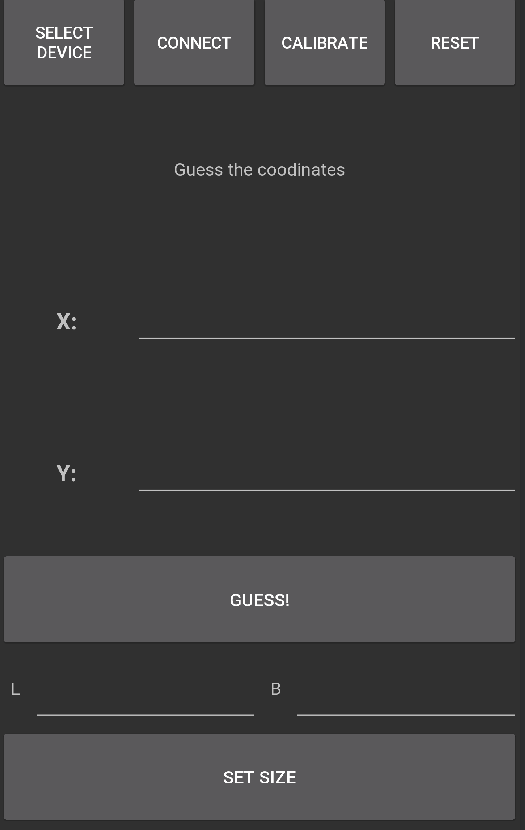 SELECT
DEVICE
CONNECT
CALIBRATE
RESET
Guess the coodinates
X:
Y:
GUESS!
L
B
SET SIZE